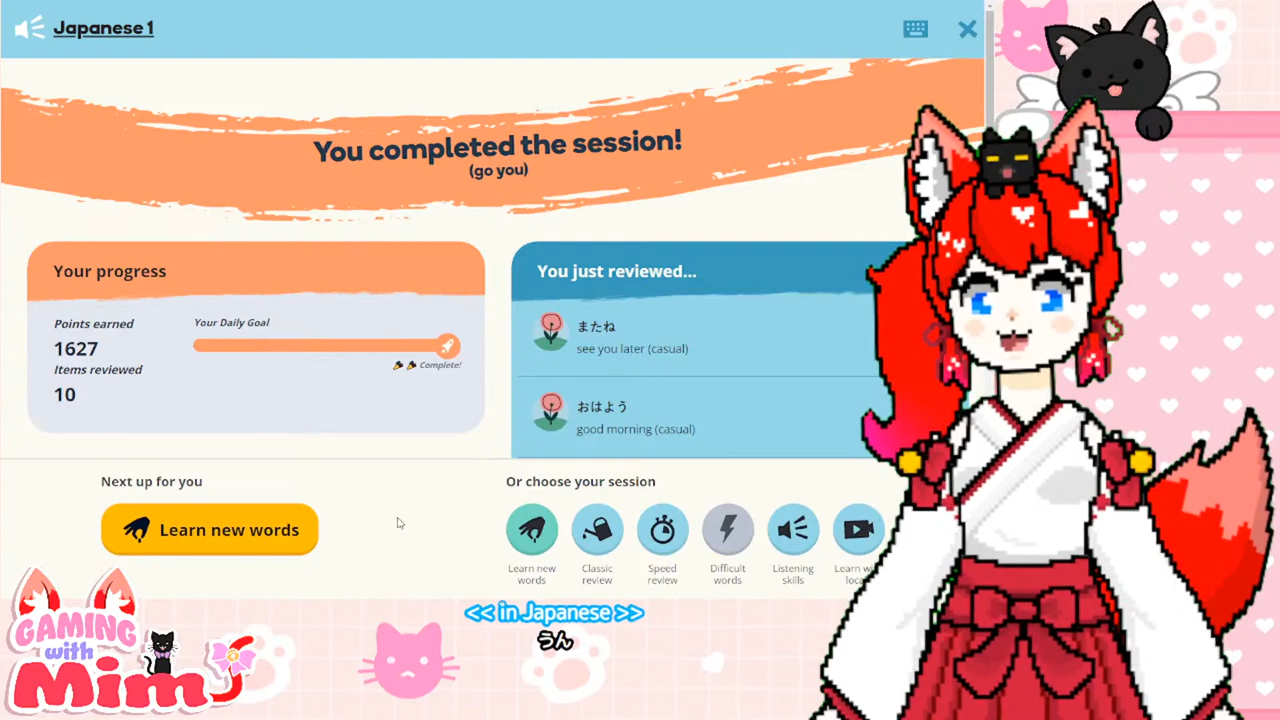 Japanese 1
You completed the session!
(go you)
Your progress
Points earned
1627
Items reviewed
10
Your Daily Goal
Complete!
You just reviewed...
またね
see you later (casual)
おはよう
good morning (casual)
Next up for you
Learn new words
Or choose your session
Learn new
words
Classic
review
Speed
review
Difficult
words
Listening
skills
Learn
<< in Japanese >>
うん
GAMING
with
Mim